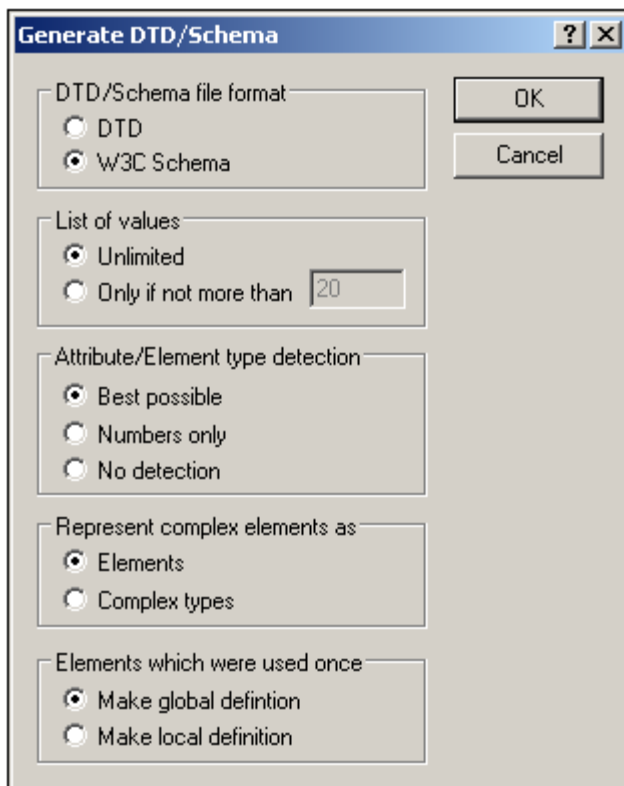 Generate DTD/Schema
DTD/Schema file format
OK
DTD
W3C Schema
Cancel
List of values
Unlimited
Only if not more than 20
Attribute/Element type detection
Best possible
Numbers only
No detection
Represent complex elements as
Elements
Complex types
Elements which were used once
Make global defintion
Make local definition